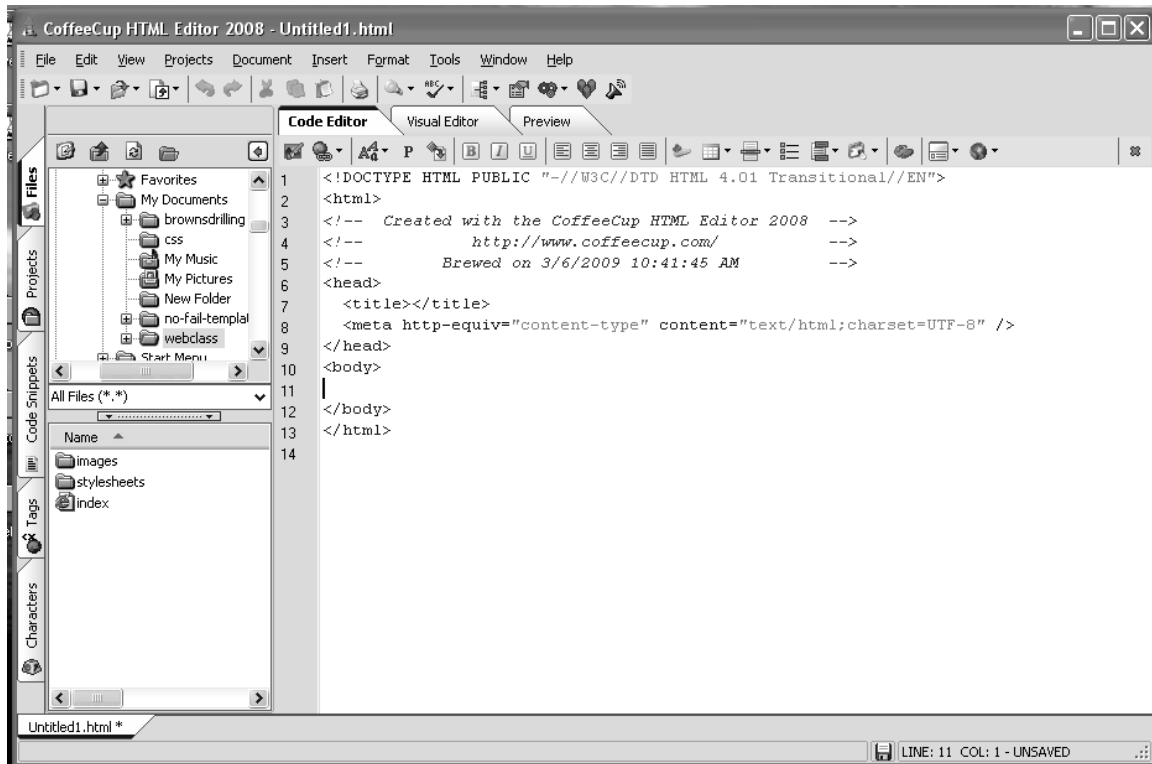 CoffeeCup HTML Editor 2008 - Untitled1.html
File Edit View Projects Document Insert Format Tools Window Help
ABC
Code Editor Visual Editor Preview
P B I U
Files
Projects
Code Snippets
Tags
Characters
Favorites
My Documents
brownsdrilling
css
My Music
My Pictures
New Folder
no-fail-templat
webclass
Start Menu
All Files (*.*)
Name
images
stylesheets
index
1 <!DOCTYPE HTML PUBLIC "-//W3C//DTD HTML 4.01 Transitional//EN">
2 <html>
3 <!--  Created with the CoffeeCup HTML Editor 2008  -->
4 <!--           http://www.coffeecup.com/           -->
5 <!--        Brewed on 3/6/2009 10:41:45 AM         -->
6 <head>
7   <title></title>
8   <meta http-equiv="content-type" content="text/html;charset=UTF-8" />
9 </head>
10 <body>
11
12 </body>
13 </html>
14
Untitled1.html *
LINE: 11 COL: 1 - UNSAVED